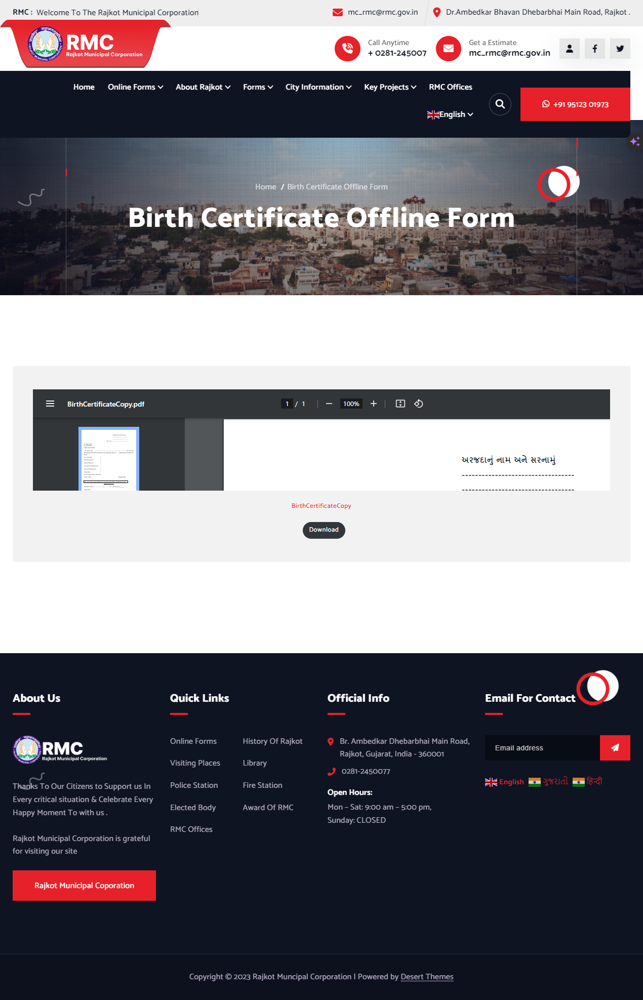 RMC : Welcome To The Rajkot Municipal Corporation
mc_rmc@rmc.gov.in
Dr.Ambedkar Bhavan Dhebarbhai Main Road, Rajkot .
RMC
Rajkot Municipal Corporation
Call Anytime
+ 0281-245007
Get a Estimate
mc_rmc@rmc.gov.in
Home Online Forms About Rajkot Forms City Information Key Projects RMC Offices
English
+91 95123 01973
Home / Birth Certificate Offline Form
Birth Certificate Offline Form
BirthCertificateCopy.pdf
1 / 1
100%
અરજદાનું નામ અને સરનામું
----------------------------------
----------------------------------
BirthCertificateCopy
Download
About Us
RMC
Rajkot Municipal Corporation
Thanks To Our Citizens to Support us In
Every critical situation & Celebrate Every
Happy Moment To with us .
Rajkot Municipal Corporation is grateful
for visiting our site
Rajkot Municipal Coporation
Quick Links
Online Forms
Visiting Places
Police Station
Elected Body
RMC Offices
History Of Rajkot
Library
Fire Station
Award Of RMC
Official Info
Br. Ambedkar Dhebarbhai Main Road,
Rajkot, Gujarat, India - 360001
0281-2450077
Open Hours:
Mon – Sat: 9:00 am – 5:00 pm,
Sunday: CLOSED
Email For Contact
Email address
English ગુજરાતી हिन्दी
Copyright © 2023 Rajkot Muncipal Corporation | Powered by Desert Themes